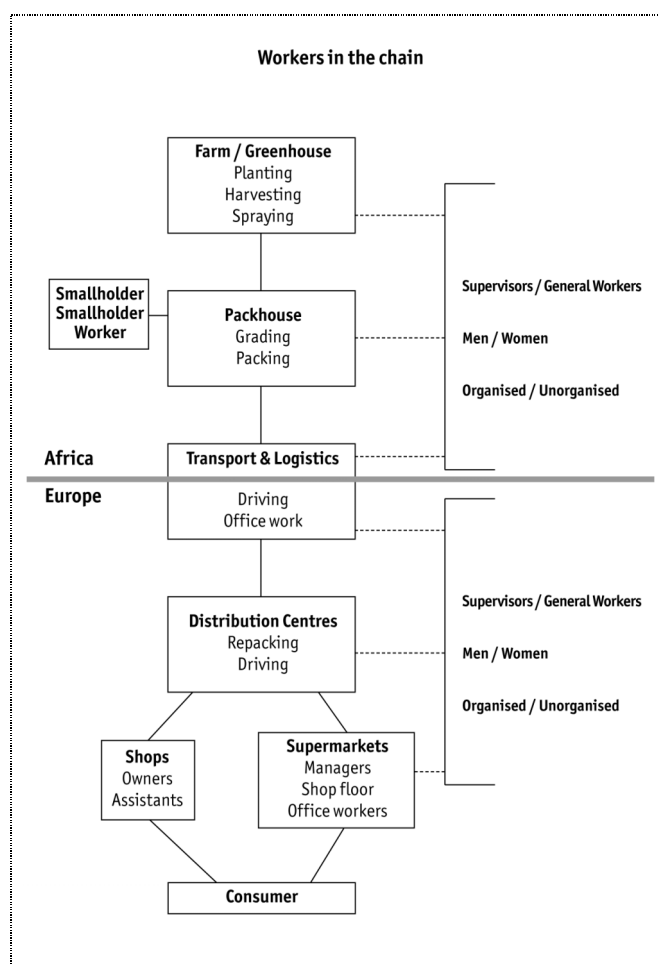 Workers in the chain
Farm / Greenhouse
Planting
Harvesting
Spraying
Smallholder
Smallholder
Worker
Packhouse
Grading
Packing
Supervisors / General Workers
Men / Women
Organised / Unorganised
Africa
Transport & Logistics
Europe
Driving
Office work
Distribution Centres
Repacking
Driving
Supervisors / General Workers
Men / Women
Organised / Unorganised
Shops
Owners
Assistants
Supermarkets
Managers
Shop floor
Office workers
Consumer